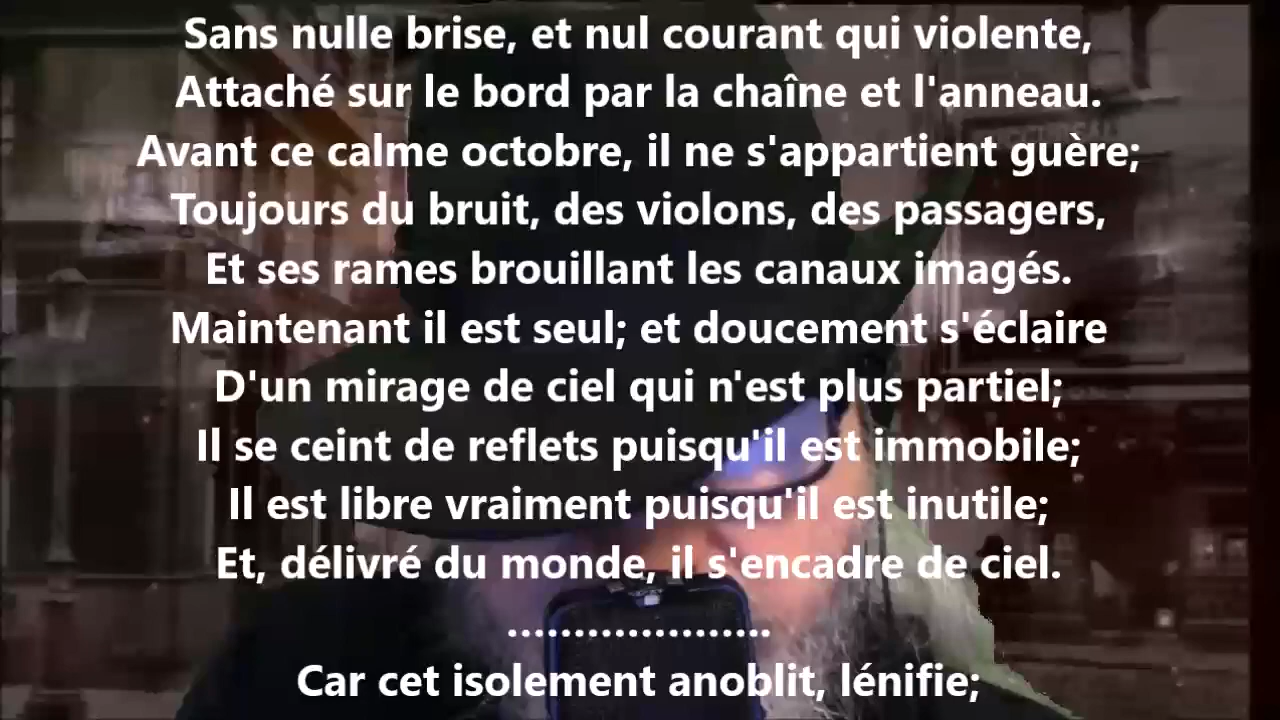 Sans nulle brise, et nul courant qui violente,
Attaché sur le bord par la chaîne et l'anneau.
Avant ce calme octobre, il ne s'appartient guère;
Toujours du bruit, des violons, des passagers,
Et ses rames brouillant les canaux imagés.
Maintenant il est seul; et doucement s'éclaire
D'un mirage de ciel qui n'est plus partiel;
Il se ceint de reflets puisqu'il est immobile;
Il est libre vraiment puisqu'il est inutile;
Et, délivré du monde, il s'encadre de ciel.
....................
Car cet isolement anoblit, lénifie;